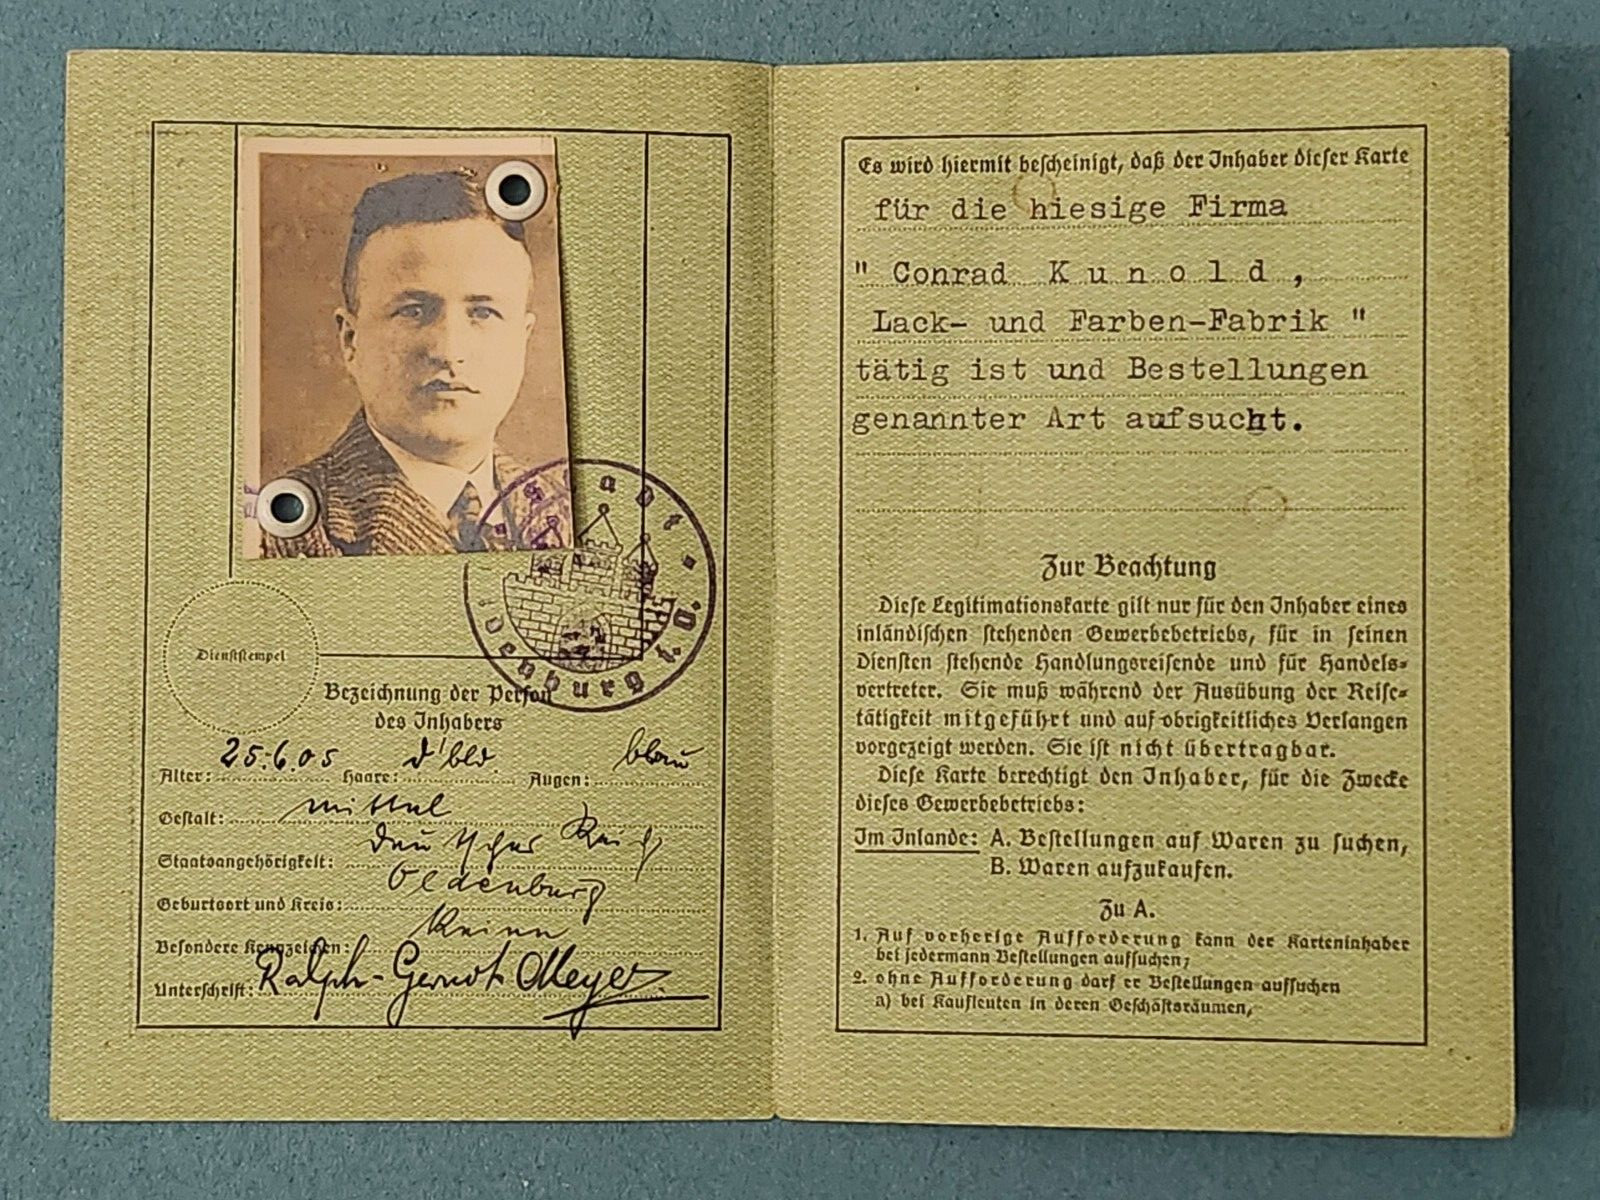 Stadt Oldenburg i. O.
Dienststempel
Bezeichnung der Person
des Inhabers
Alter: 25.6.05 Haare: d'bld. Augen: blau
Gestalt: mittel
Staatsangehörigkeit: Deutsches Reich
Geburtsort und Kreis: Oldenburg
Besondere Kennzeichen: Keine
Unterschrift: Ralph-Gerndt Meyer
Es wird hiermit bescheinigt, daß der Inhaber dieser Karte
für die hiesige Firma
" Conrad K u n o l d ,
Lack- und Farben-Fabrik "
tätig ist und Bestellungen
genannter Art aufsucht.
Zur Beachtung
Diese Legitimationskarte gilt nur für den Inhaber eines
inländischen stehenden Gewerbebetriebs, für in seinen
Diensten stehende Handlungsreisende und für Handels-
vertreter. Sie muß während der Ausübung der Reise-
tätigkeit mitgeführt und auf obrigkeitliches Verlangen
vorgezeigt werden. Sie ist nicht übertragbar.
Diese Karte berechtigt den Inhaber, für die Zwecke
dieses Gewerbebetriebs:
Im Inlande: A. Bestellungen auf Waren zu suchen,
B. Waren aufzukaufen.
Zu A.
1. Auf vorherige Aufforderung kann der Karteninhaber
bei jedermann Bestellungen aufsuchen;
2. ohne Aufforderung darf er Bestellungen aufsuchen
a) bei Kaufleuten in deren Geschäftsräumen,